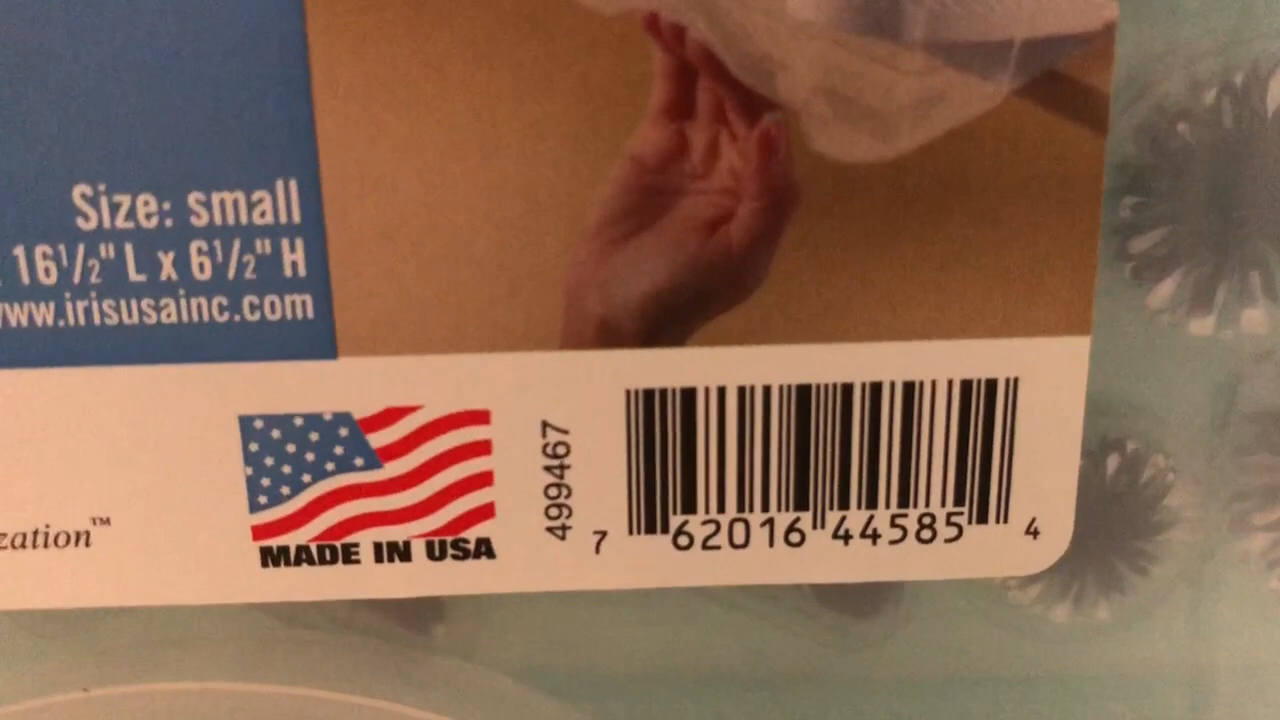 Size: small
16½" L x 6½" H
www.irisusainc.com
zation™
MADE IN USA
499467
7 62016 44585 4